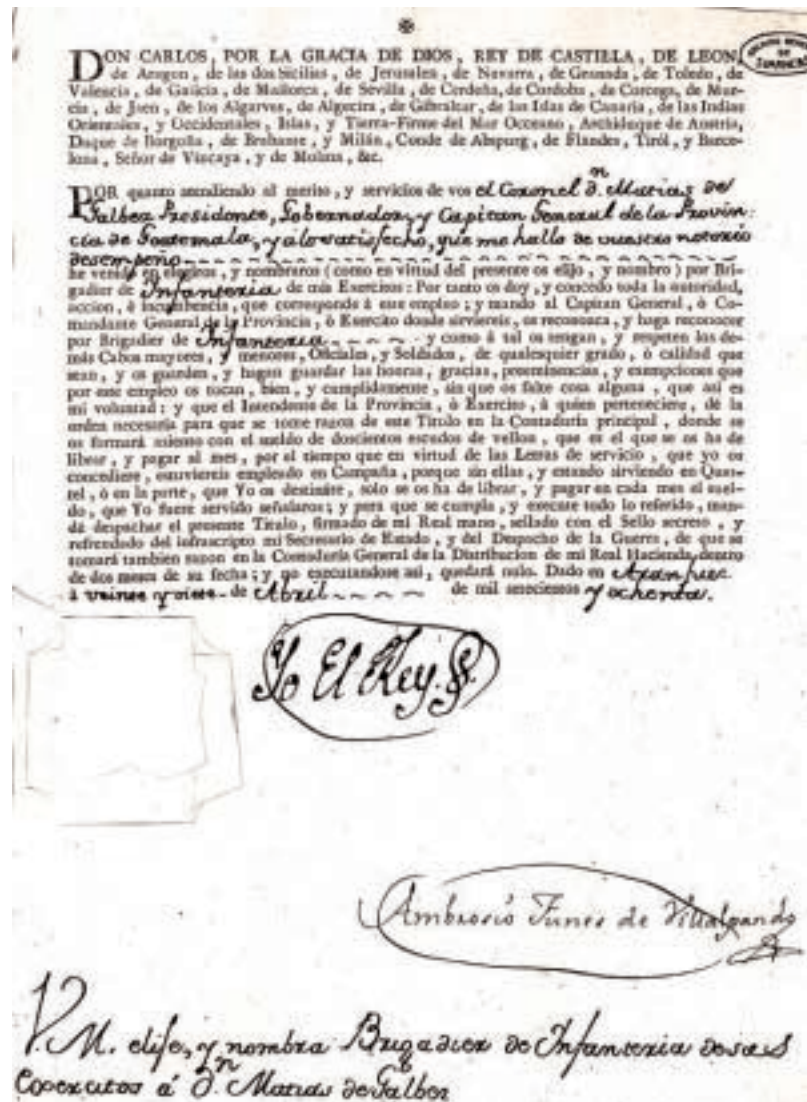 DON CARLOS, POR LA GRACIA DE DIOS, REY DE CASTILLA, DE LEON,
de Aragon, de las dos Sicilias, de Jerusalen, de Navarra, de Granada, de Toledo, de
Valencia, de Galicia, de Mallorca, de Sevilla, de Cerdeña, de Cordoba, de Corcega, de Mur-
cia, de Jaen, de los Algarves, de Algecira, de Gibraltar, de las Islas de Canaria, de las Indias
Orientales, y Occidentales, Islas, y Tierra-Firme del Mar Occeano, Archiduque de Austria,
Duque de Borgoña, de Brabante, y Milán, Conde de Abspurg, de Flandes, Tiról, y Barce-
lona, Señor de Vizcaya, y de Molina, &c.
POR quanto atendiendo al merito, y servicios de vos el Coronel dn. Matias de
Galbez Presidente, Gobernador, y Capitan General de la Provin-
cia de Goatemala, y a lo satisfecho, que me hallo de vuestro notorio
desempeño
he venido en elegiros, y nombraros (como en virtud del presente os elijo, y nombro) por Bri-
gadier de Infanteria de mis Exercitos: Por tanto os doy, y concedo toda la autoridad,
accion, è incumbencia, que corresponde á este empleo; y mando al Capitan General, ò Co-
mandante General de la Provincia, ò Exercito donde sirviereis, os reconozca, y haga reconocer
por Brigadier de Infanteria y como á tal os tengan, y respeten los de-
más Cabos mayores, y menores, Oficiales, y Soldados, de qualesquier grado, ò calidad que
sean, y os guarden, y hagan guardar las honras, gracias, preeminencias, y exempciones que
por este empleo os tocan, bien, y cumplidamente, sin que os falte cosa alguna, que asi es
mi voluntad: y que el Intendente de la Provincia, ò Exercito, á quien perteneciere, dé la
orden necesaria para que se tome razon de este Titulo en la Contaduría principal, donde se
os formará asiento con el sueldo de doscientos escudos de vellon, que es el que se os ha de
librar, y pagar al mes, por el tiempo que en virtud de las Letras de servicio, que yo os
concediere, estuviereis empleado en Campaña, porque sin ellas, y estando sirviendo en Quar-
tel, ò en la parte, que Yo os destináre, solo se os ha de librar, y pagar en cada mes el suel-
do, que Yo fuere servido señalaros; y para que se cumpla, y execute todo lo referido, man-
dé despachar el presente Titulo, firmado de mi Real mano, sellado con el Sello secreto, y
refrendado del infrascripto mi Secretario de Estado, y del Despacho de la Guerra, de que se
tomará tambien razon en la Contaduría General de la Distribucion de mi Real Hacienda dentro
de dos meses de su fecha; y no executandose asi, quedará nulo. Dado en Aranjuez
á veinte y siete de Abril de mil setecientos y ochenta.
Yo El Rey.
Ambrosio Funes de Villalpando
V. M. elije, y nombra Brigadier de Infanteria de sus
exercitos á Dn. Matias de Galbez